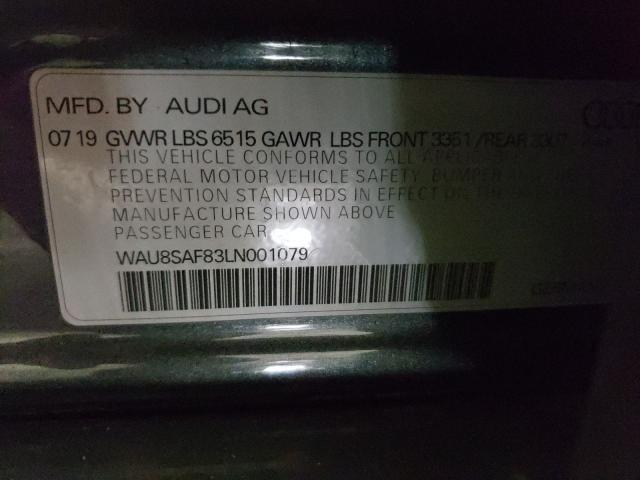 MFD. BY AUDI AG
07 19 GVWR LBS 6515 GAWR LBS FRONT 3351 /REAR
THIS VEHICLE CONFORMS TO ALL
FEDERAL MOTOR VEHICLE SAFETY, BUMPER
PREVENTION STANDARDS IN EFFECT ON
MANUFACTURE SHOWN ABOVE
PASSENGER CAR
WAU8SAF83LN001079